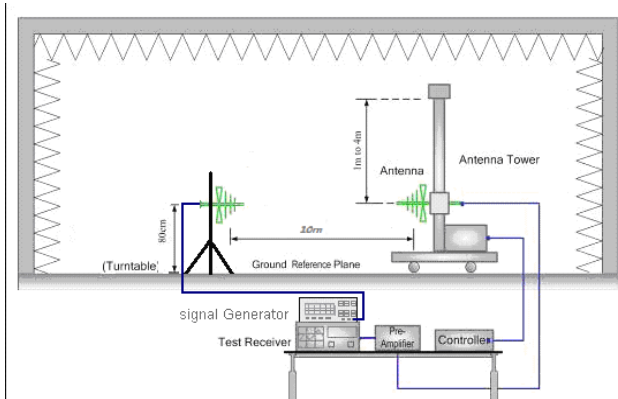 1m to 4m
Antenna
Antenna Tower
80cm
10m
(Turntable)
Ground Reference Plane
signal Generator
Test Receiver
Pre-
Amplifier
Controller